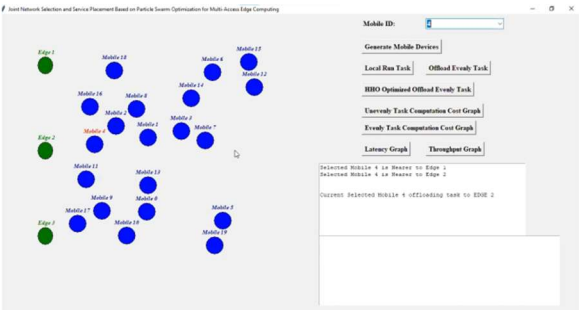 Joint Network Selection and Service Placement Based on Particle Swarm Optimization for Multi-Access Edge Computing
Mobile ID:
4
Generate Mobile Devices
Local Run Task
Offload Evenly Task
HHO Optimized Offload Evenly Task
Unevenly Task Computation Cost Graph
Evenly Task Computation Cost Graph
Latency Graph
Throughput Graph
Selected Mobile 4 is Nearer to Edge 1
Selected Mobile 4 is Nearer to Edge 2
Current Selected Mobile 4 offloading task to EDGE 2
Edge 1
Mobile 18
Mobile 6
Mobile 15
Mobile 12
Mobile 16
Mobile 8
Mobile 14
Mobile 2
Edge 2
Mobile 4
Mobile 1
Mobile 3
Mobile 7
Mobile 11
Mobile 13
Edge 3
Mobile 17
Mobile 9
Mobile 0
Mobile 10
Mobile 5
Mobile 19